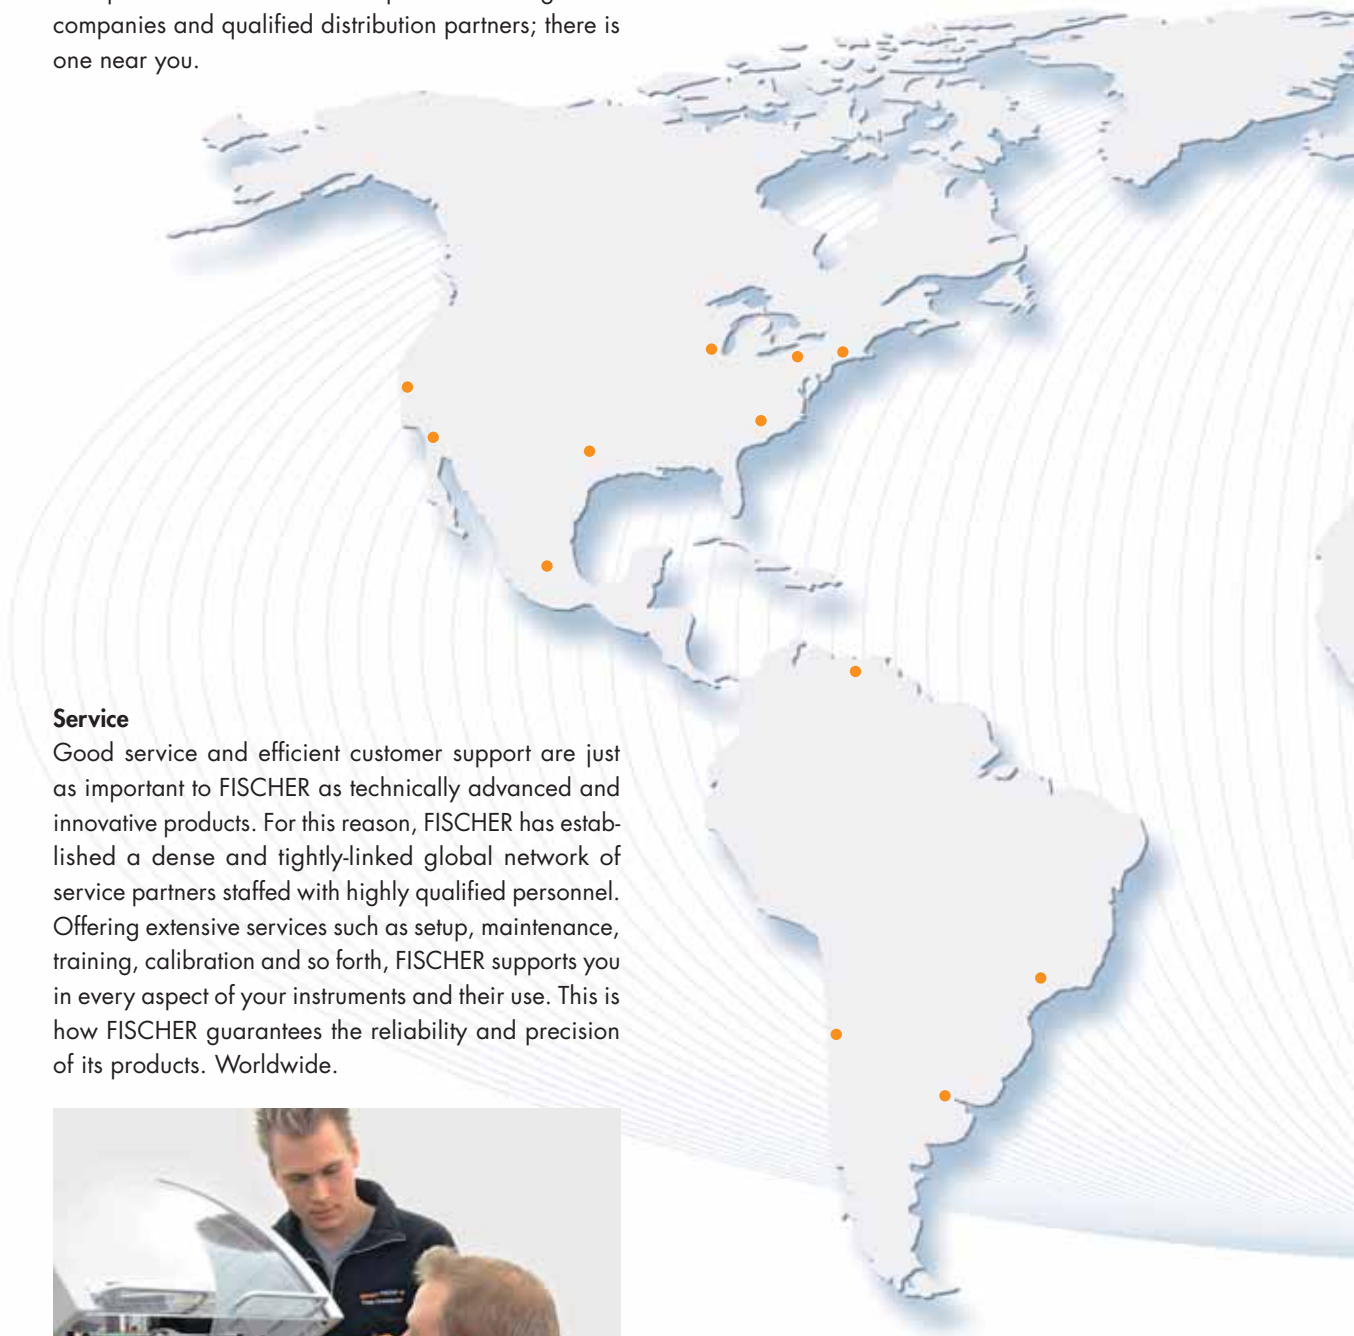 companies and qualified distribution partners; there is
one near you.
Service
Good service and efficient customer support are just
as important to FISCHER as technically advanced and
innovative products. For this reason, FISCHER has estab-
lished a dense and tightly-linked global network of
service partners staffed with highly qualified personnel.
Offering extensive services such as setup, maintenance,
training, calibration and so forth, FISCHER supports you
in every aspect of your instruments and their use. This is
how FISCHER guarantees the reliability and precision
of its products. Worldwide.